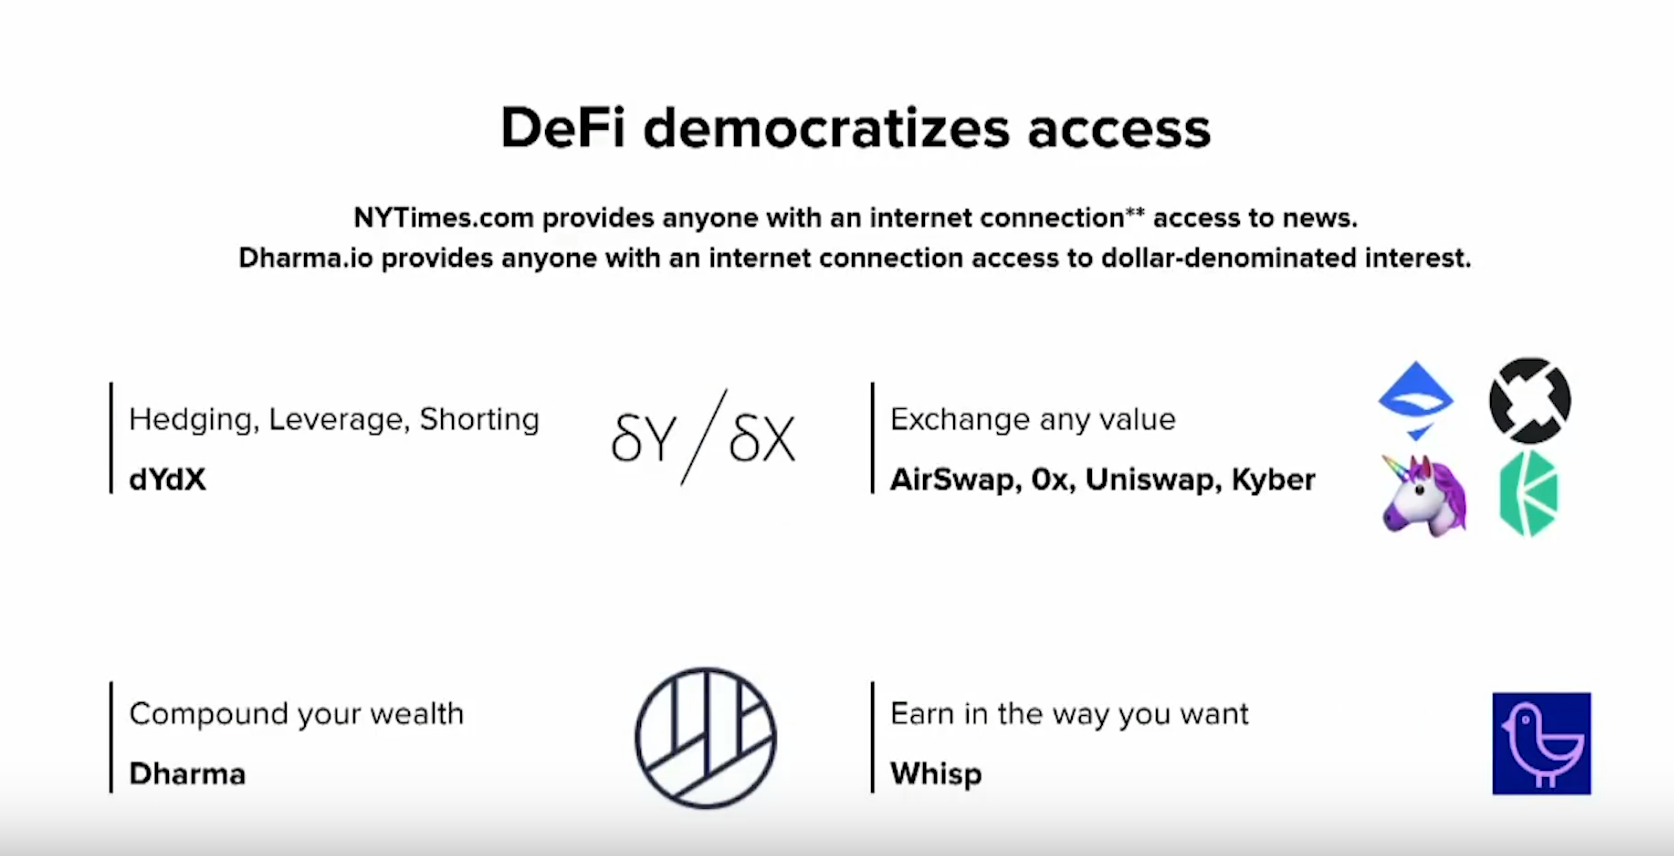 DeFi democratizes access
NYTimes.com provides anyone with an internet connection** access to news.
Dharma.io provides anyone with an internet connection access to dollar-denominated interest.
Hedging, Leverage, Shorting
dYdX
δY/δX
Exchange any value
AirSwap, 0x, Uniswap, Kyber
Compound your wealth
Dharma
Earn in the way you want
Whisp